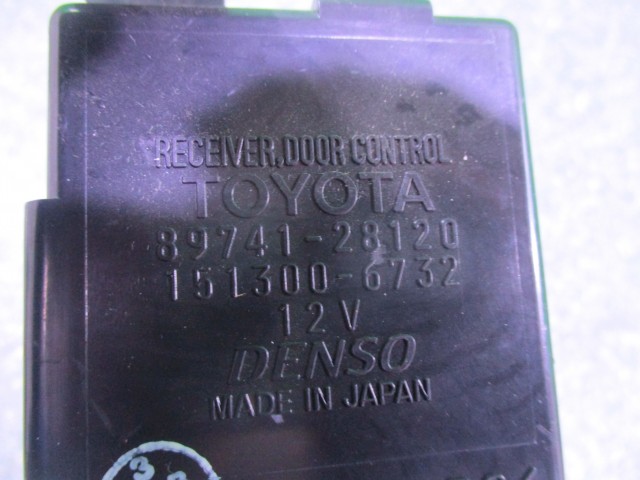 RECEIVER,DOOR CONTROL
TOYOTA
89741-28120
151300-6732
12V
DENSO
MADE IN JAPAN